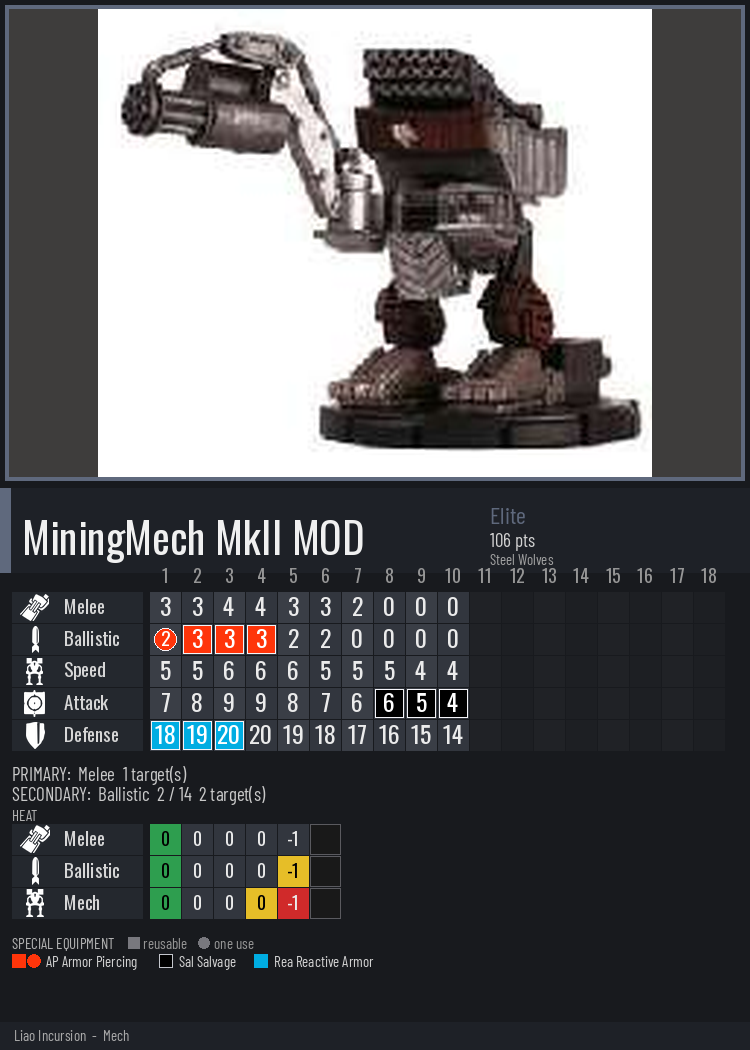 MiningMech MkII MOD
Elite
106 pts
Steel Wolves
1 2 3 4 5 6 7 8 9 10 11 12 13 14 15 16 17 18
Melee 3 3 4 4 3 3 2 0 0 0
Ballistic 2 3 3 3 2 2 0 0 0 0
Speed 5 5 6 6 6 5 5 5 4 4
Attack 7 8 9 9 8 7 6 6 5 4
Defense 18 19 20 20 19 18 17 16 15 14
PRIMARY: Melee 1 target(s)
SECONDARY: Ballistic 2 / 14 2 target(s)
HEAT
Melee 0 0 0 0 -1
Ballistic 0 0 0 0 -1
Mech 0 0 0 0 -1
SPECIAL EQUIPMENT reusable one use
AP Armor Piercing Sal Salvage Rea Reactive Armor
Liao Incursion - Mech